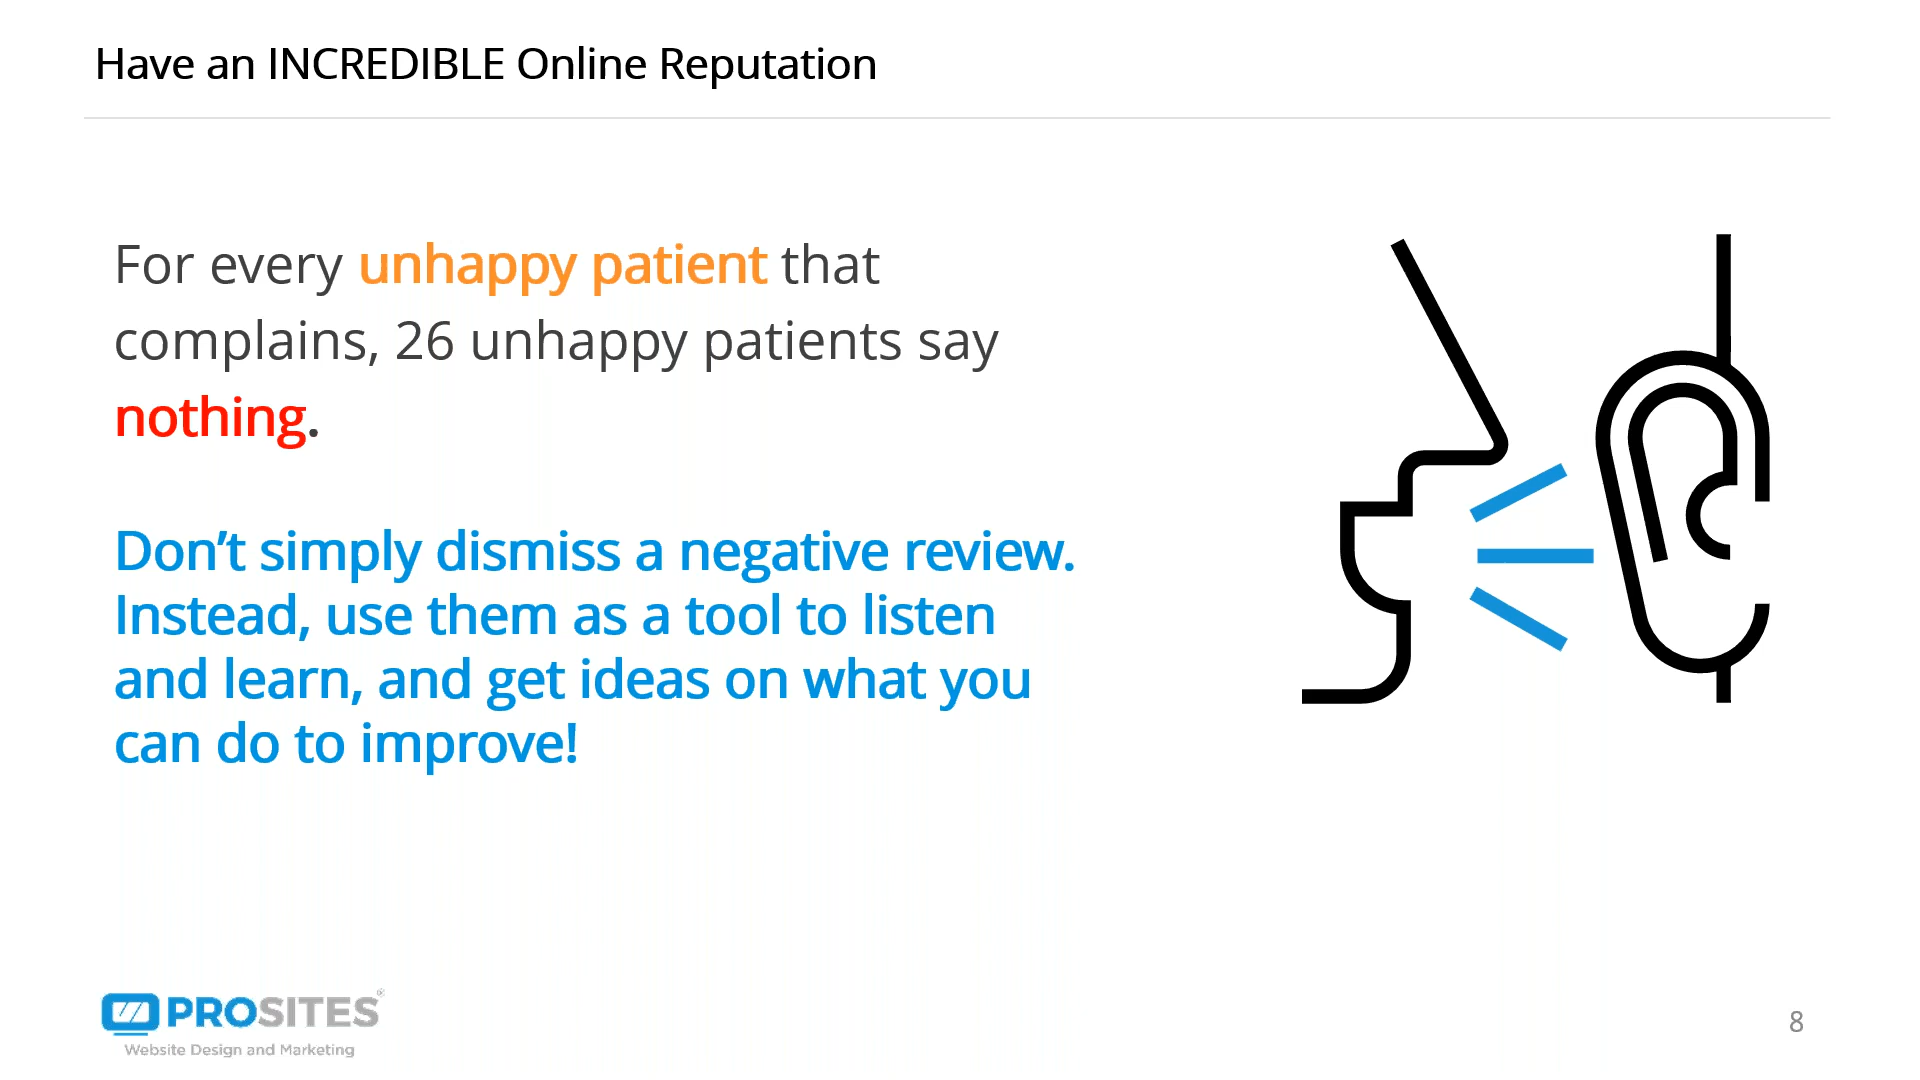 Have an INCREDIBLE Online Reputation
For every unhappy patient that
complains, 26 unhappy patients say
nothing.
Don’t simply dismiss a negative review.
Instead, use them as a tool to listen
and learn, and get ideas on what you
can do to improve!
PROSITES®
Website Design and Marketing
8